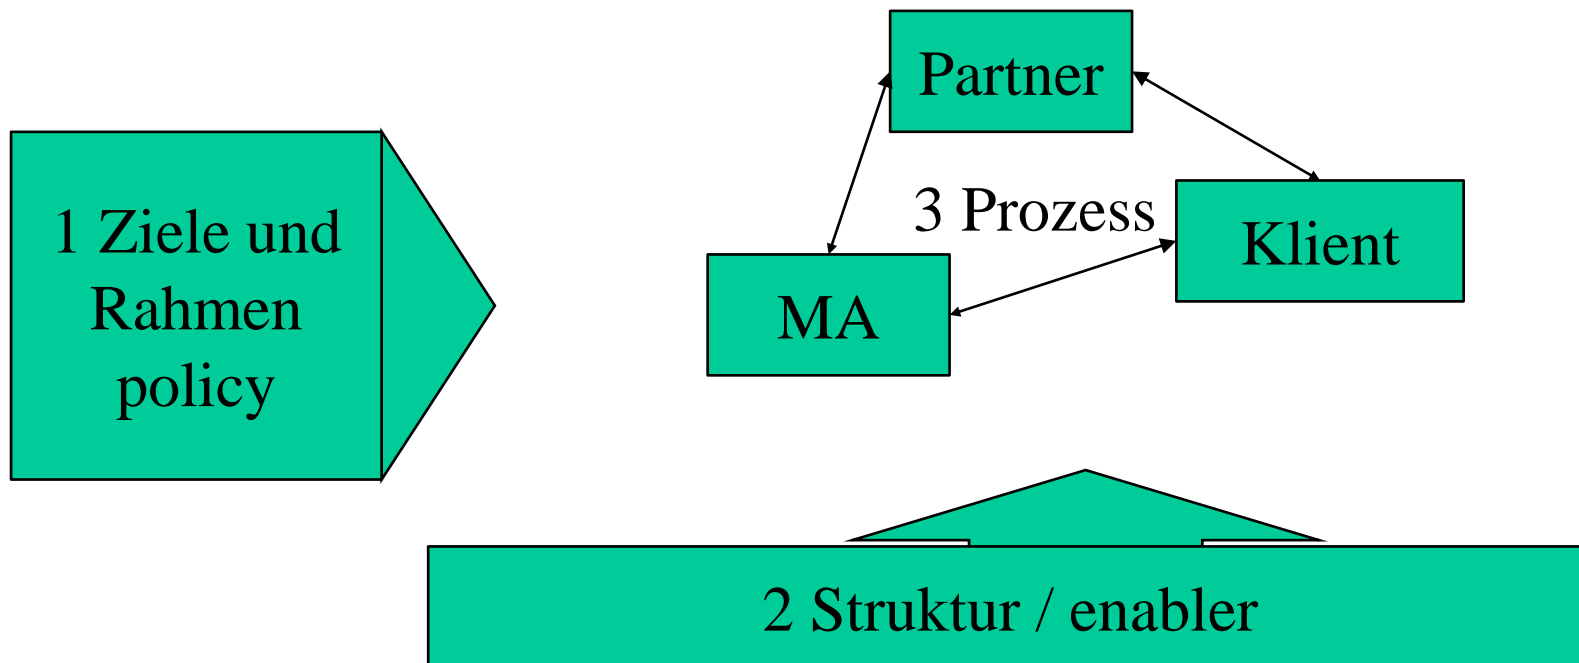 Partner
3 Prozess
Klient
MA
1 Ziele und
Rahmen
policy
2 Struktur / enabler